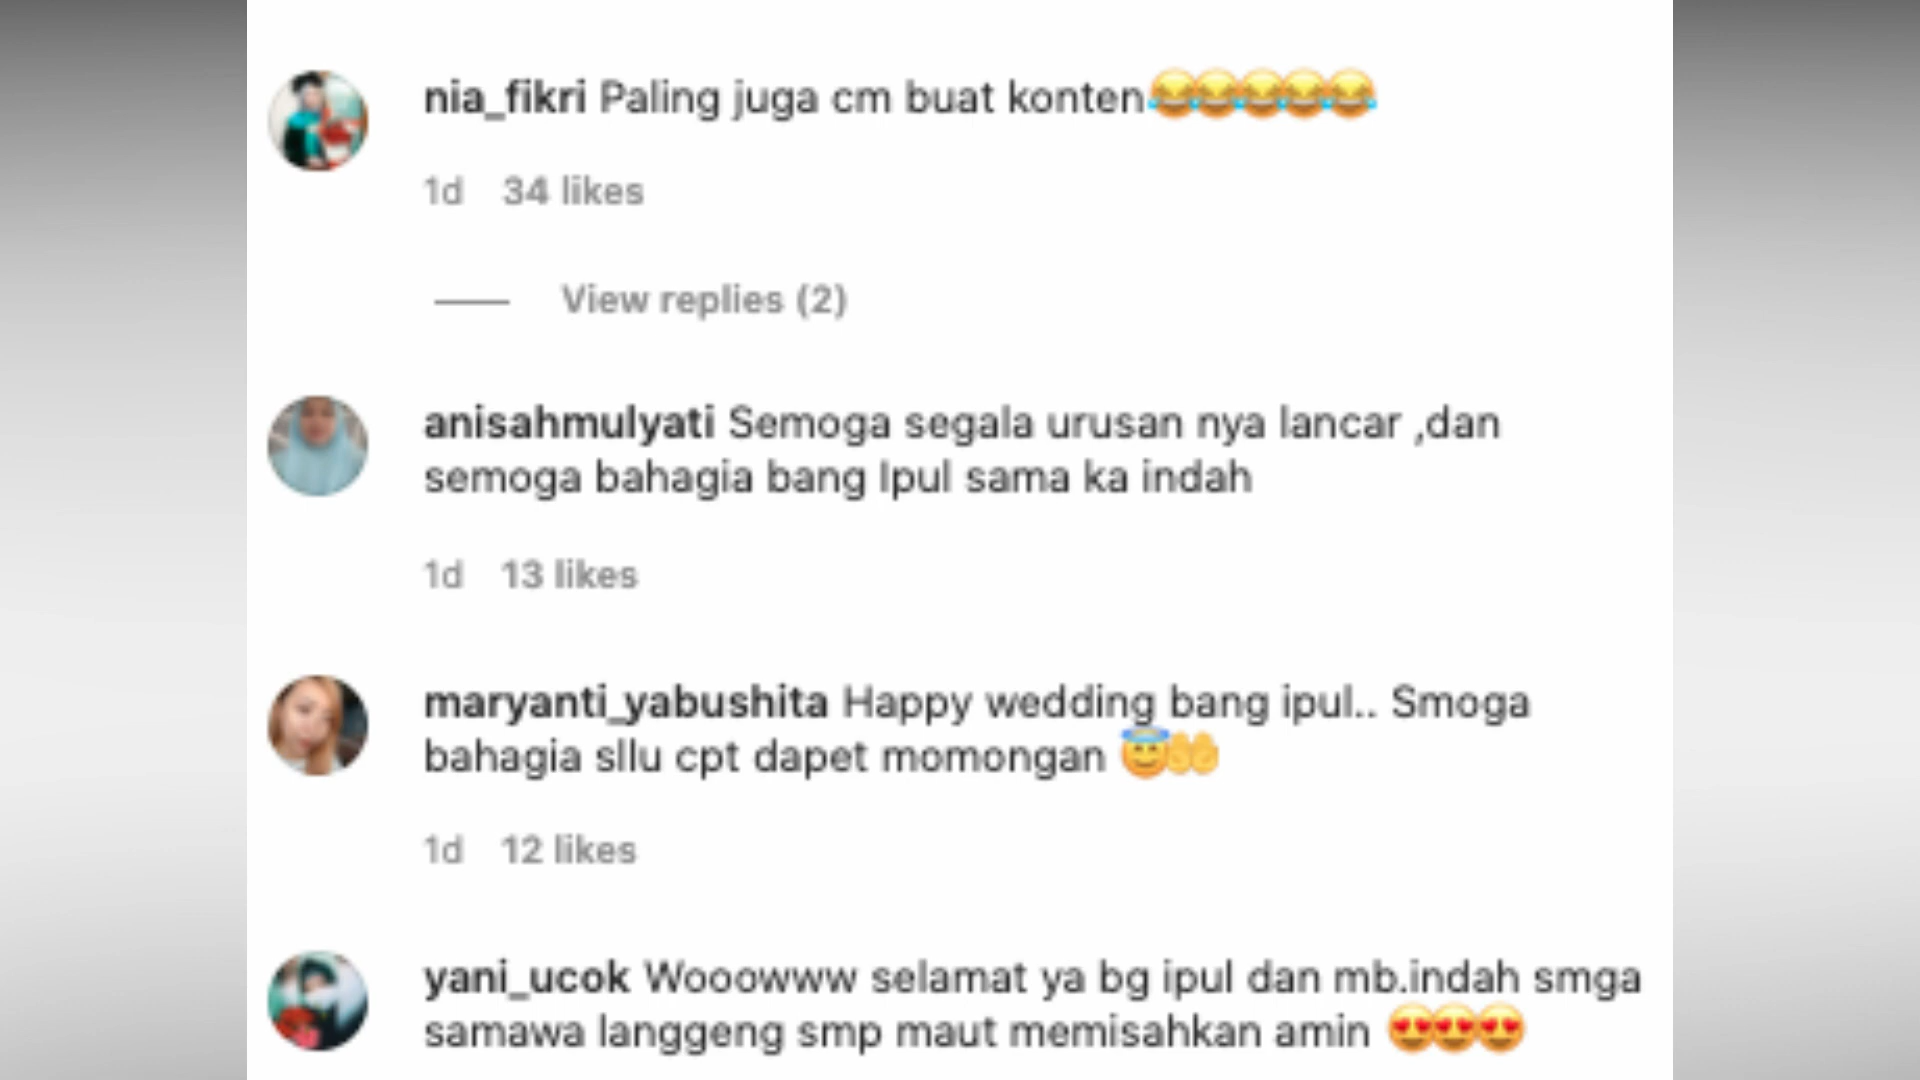 nia_fikri Paling juga cm buat konten😂😂😂😂😂
1d 34 likes
View replies (2)
anisahmulyati Semoga segala urusan nya lancar ,dan
semoga bahagia bang Ipul sama ka indah
1d 13 likes
maryanti_yabushita Happy wedding bang ipul.. Smoga
bahagia sllu cpt dapet momongan 😇🤲
1d 12 likes
yani_ucok Wooowww selamat ya bg ipul dan mb.indah smga
samawa langgeng smp maut memisahkan amin 😍😍😍